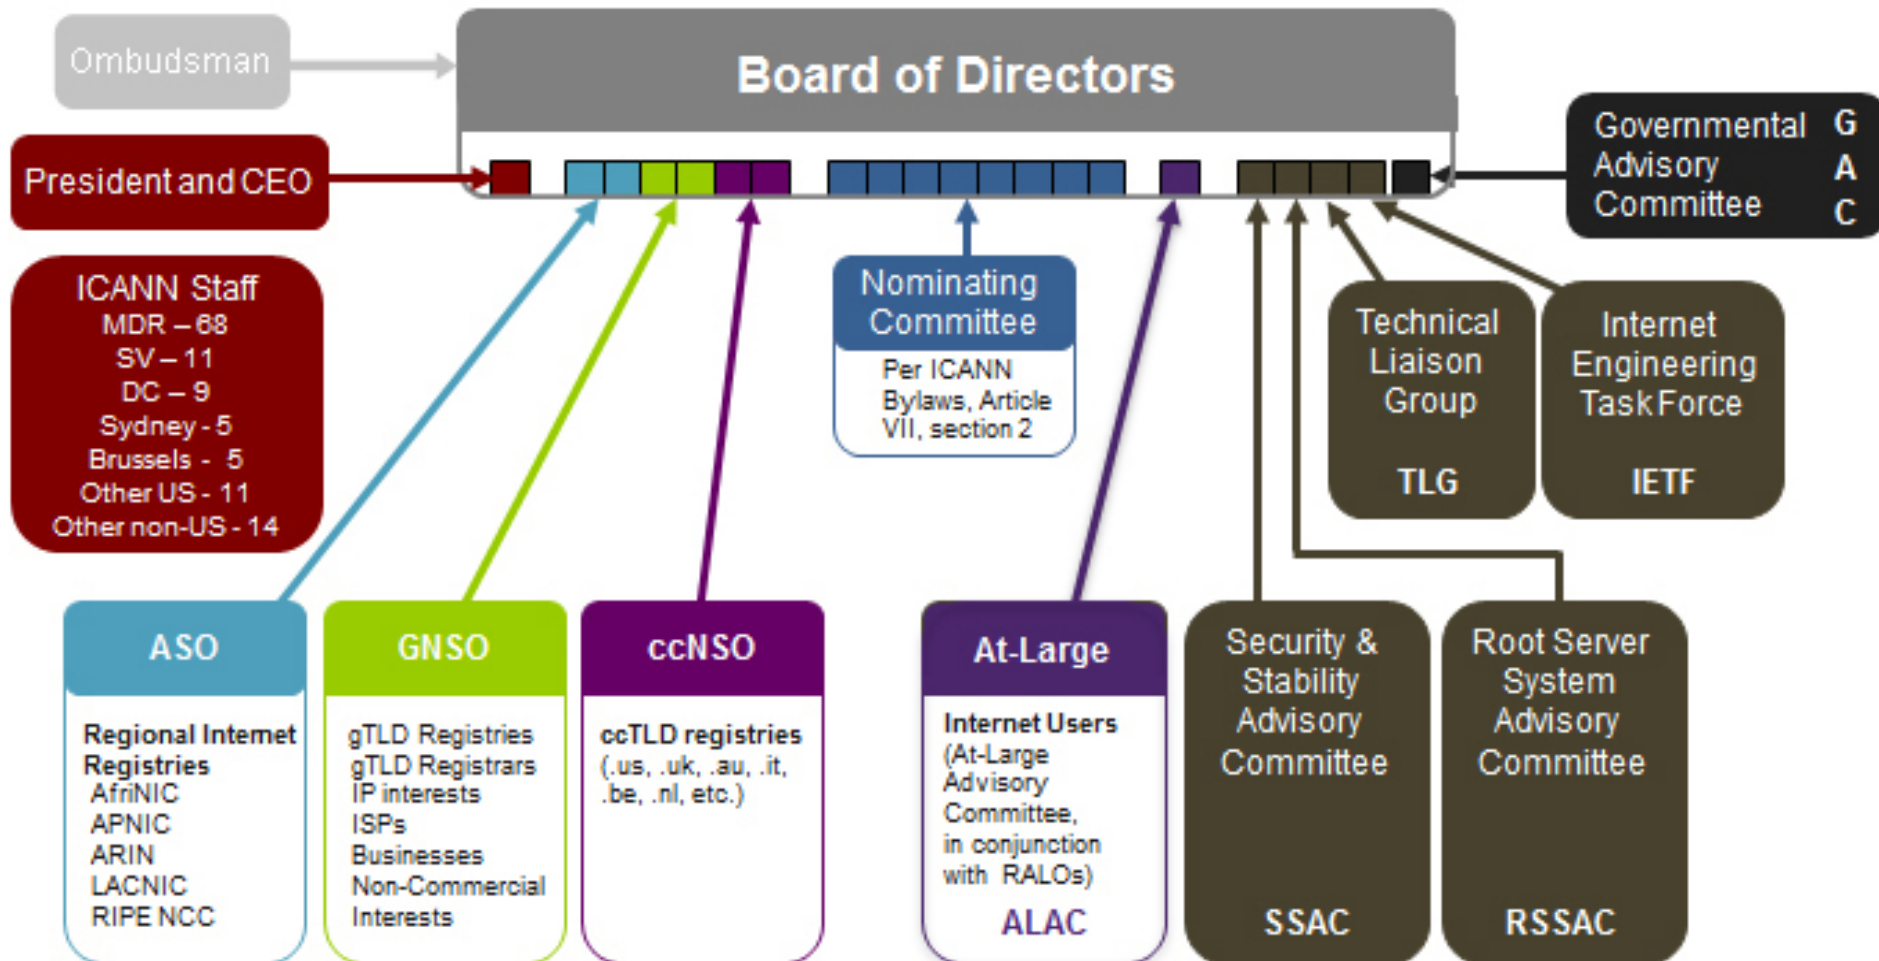 Ombudsman
Board of Directors
Governmental G
Advisory A
Committee C
President and CEO
ICANN Staff
MDR – 68
SV – 11
DC – 9
Sydney - 5
Brussels - 5
Other US - 11
Other non-US - 14
Nominating
Committee
Per ICANN
Bylaws, Article
VII, section 2
Technical
Liaison
Group
TLG
Internet
Engineering
Task Force
IETF
ASO
Regional Internet
Registries
AfriNIC
APNIC
ARIN
LACNIC
RIPE NCC
GNSO
gTLD Registries
gTLD Registrars
IP interests
ISPs
Businesses
Non-Commercial
Interests
ccNSO
ccTLD registries
(.us, .uk, .au, .it,
.be, .nl, etc.)
At-Large
Internet Users
(At-Large
Advisory
Committee,
in conjunction
with RALOs)
ALAC
Security &
Stability
Advisory
Committee
SSAC
Root Server
System
Advisory
Committee
RSSAC